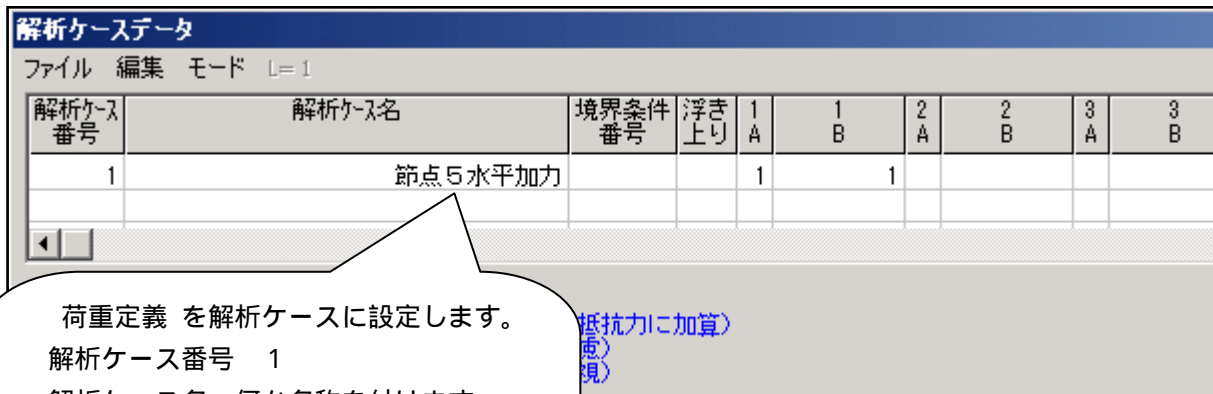 解析ケースデータ
ファイル 編集 モード L= 1
解析ケース番号 解析ケース名 境界条件番号 浮き上り 1 A 1 B 2 A 2 B 3 A 3 B
1 節点5水平加力 1 1
荷重定義 を解析ケースに設定します。
抵抗力に加算)
解析ケース番号 1
慮)
視)